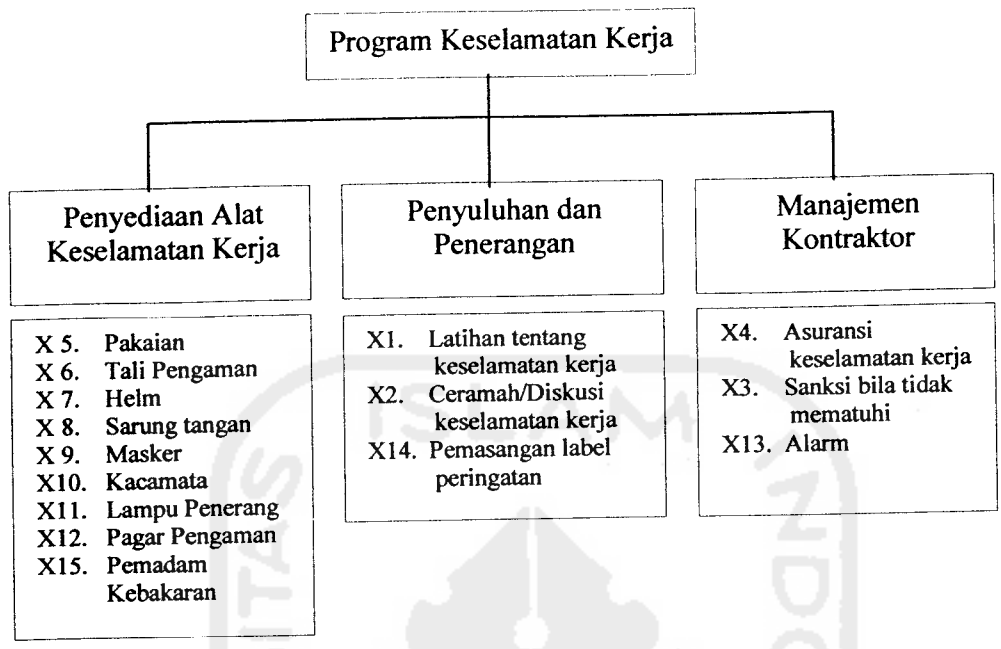 Program Keselamatan Kerja
Penyediaan Alat
Keselamatan Kerja
X 5. Pakaian
X 6. Tali Pengaman
X 7. Helm
X 8. Sarung tangan
X 9. Masker
X10. Kacamata
X11. Lampu Penerang
X12. Pagar Pengaman
X15. Pemadam
Kebakaran
Penyuluhan dan
Penerangan
X1. Latihan tentang
keselamatan kerja
X2. Ceramah/Diskusi
keselamatan kerja
X14. Pemasangan label
peringatan
Manajemen
Kontraktor
X4. Asuransi
keselamatan kerja
X3. Sanksi bila tidak
mematuhi
X13. Alarm
ISLAM
ITAS
INDO